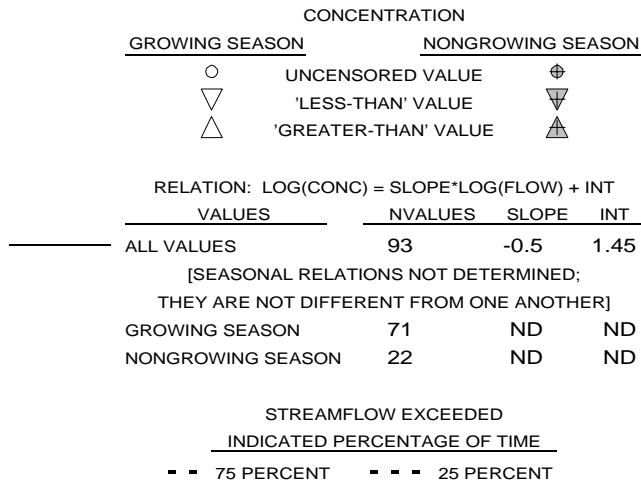 CONCENTRATION
GROWING SEASON NONGROWING SEASON
UNCENSORED VALUE
'LESS-THAN' VALUE
'GREATER-THAN' VALUE
RELATION: LOG(CONC) = SLOPE*LOG(FLOW) + INT
VALUES NVALUES SLOPE INT
ALL VALUES 93 -0.5 1.45
[SEASONAL RELATIONS NOT DETERMINED;
THEY ARE NOT DIFFERENT FROM ONE ANOTHER]
GROWING SEASON 71 ND ND
NONGROWING SEASON 22 ND ND
STREAMFLOW EXCEEDED
INDICATED PERCENTAGE OF TIME
75 PERCENT 25 PERCENT